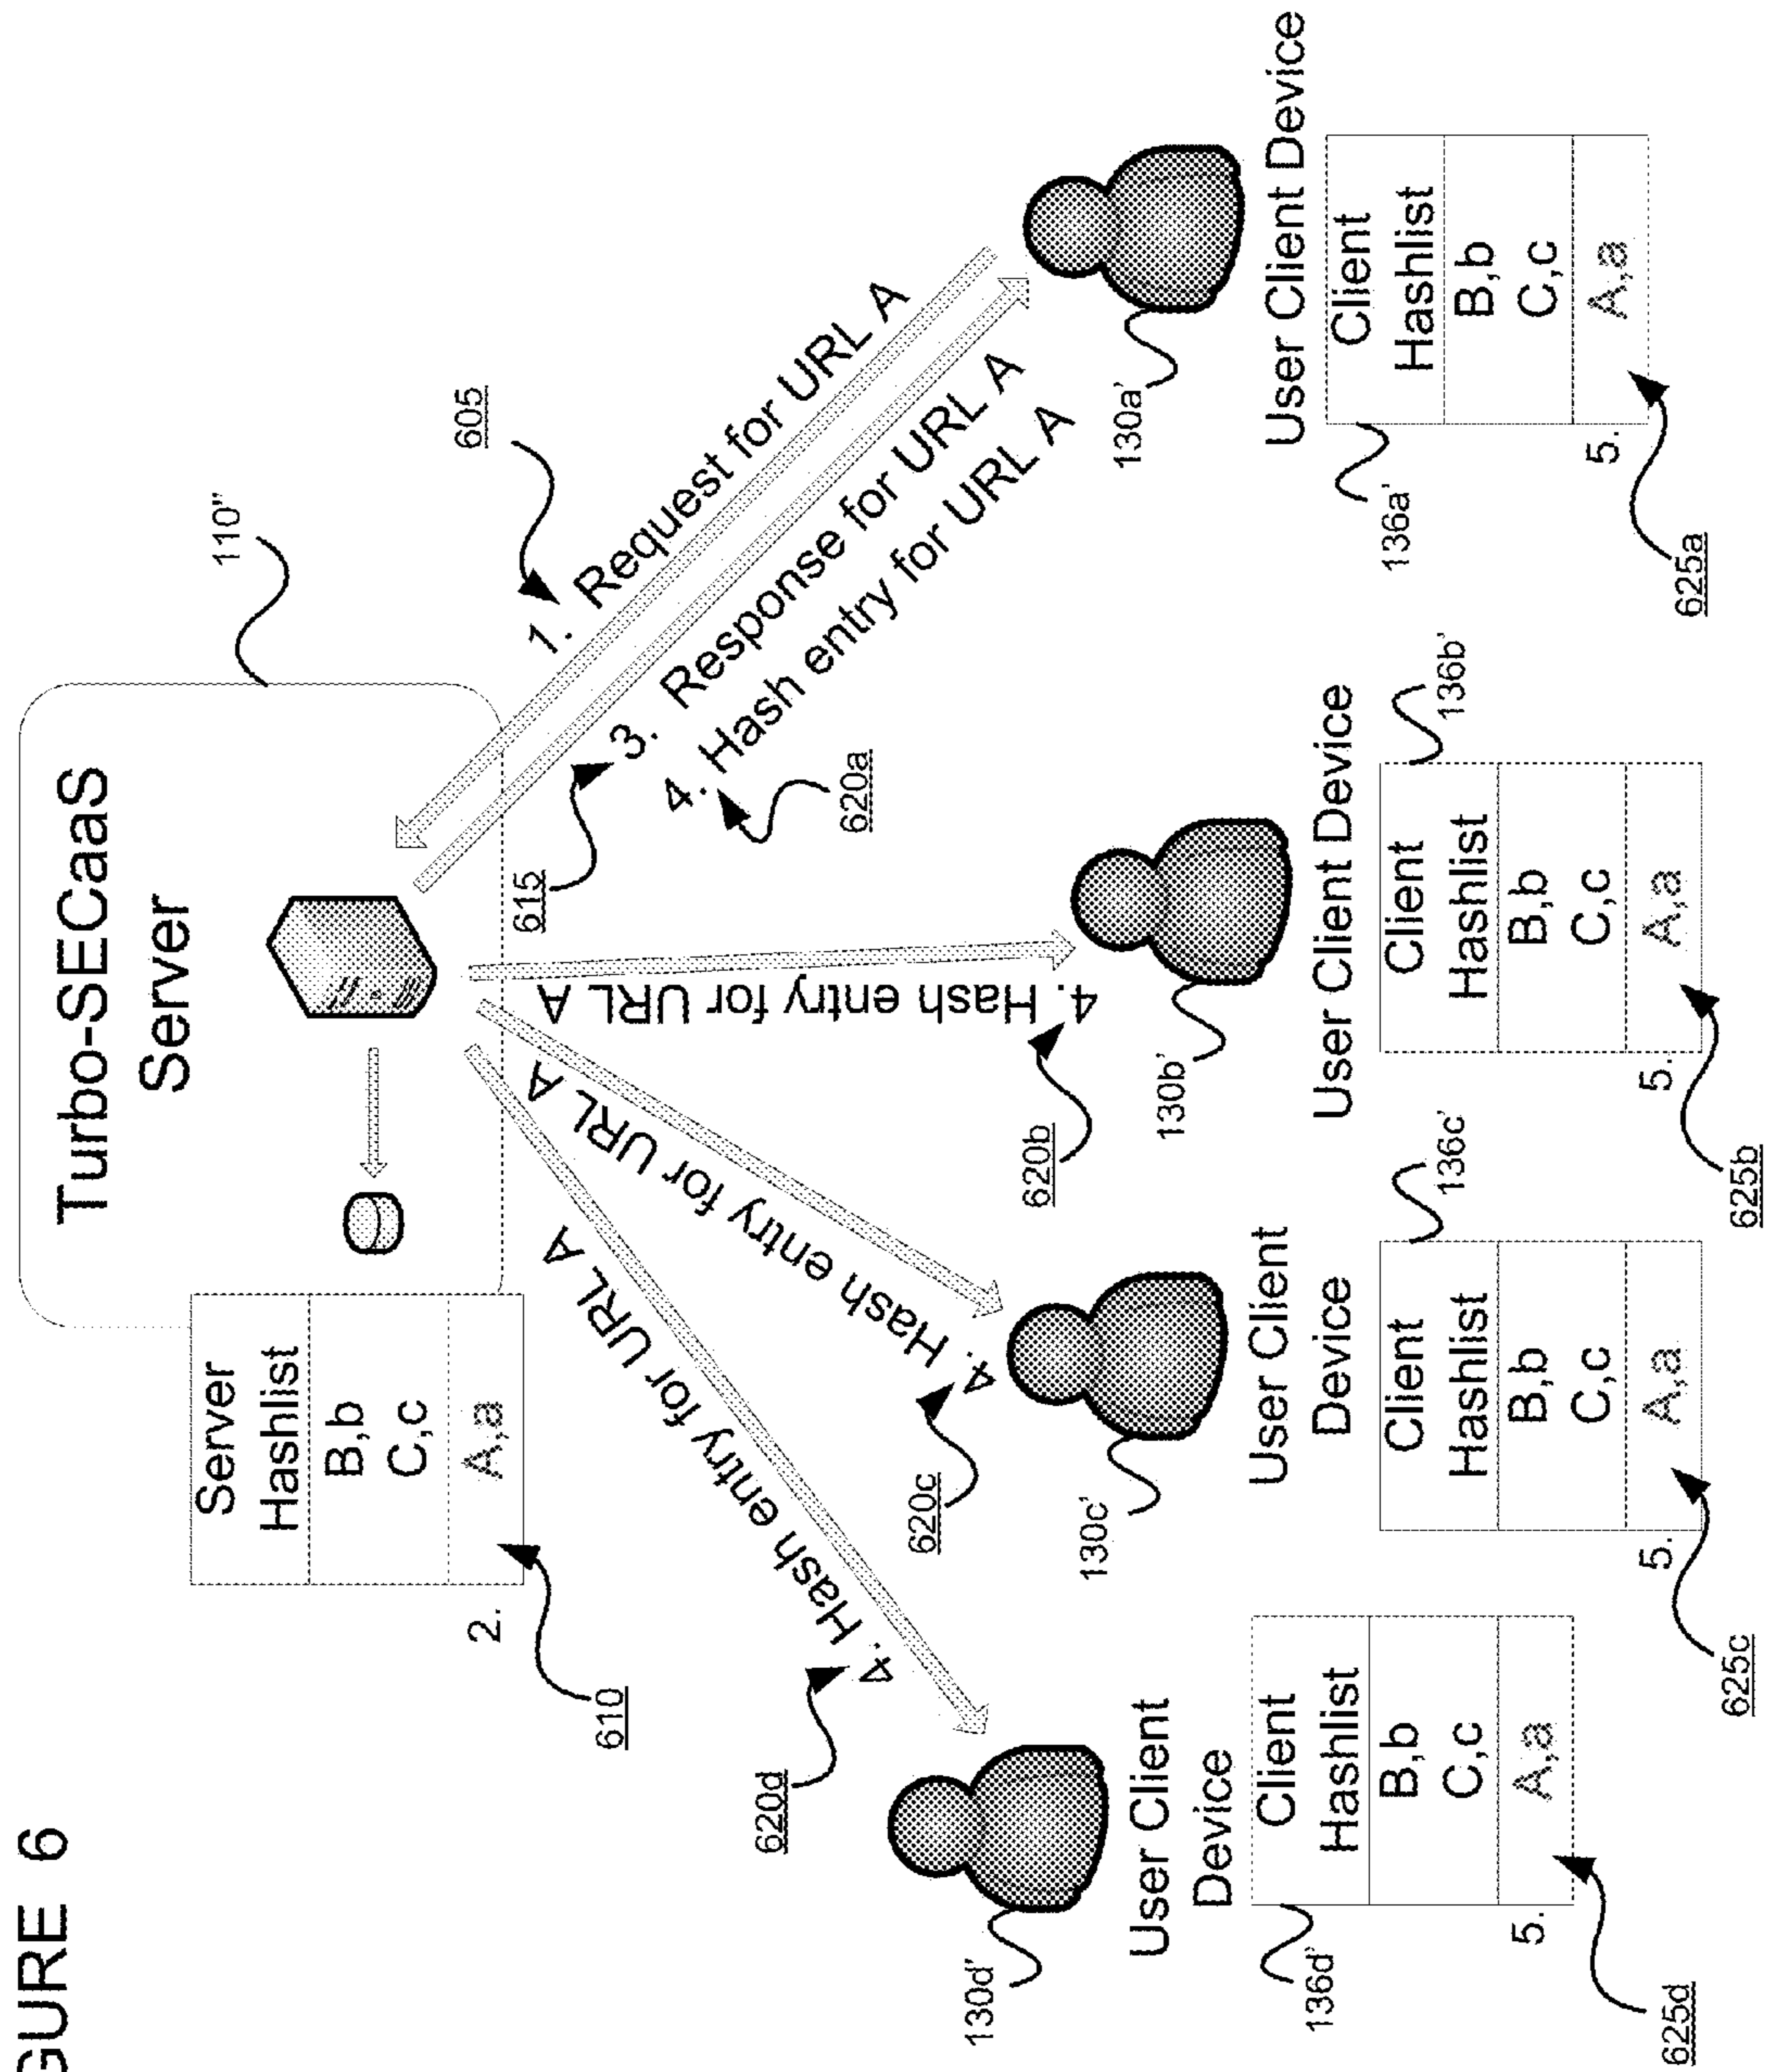 GURE 6
Turbo-SECaaS
Server
110"
Server
Hashlist
B,b
C,c
A,a
2.
610
605
1. Request for URL A
3. Response for URL A
4. Hash entry for URL A
615
620a
4. Hash entry for URL A
620b
4. Hash entry for URL A
620c
4. Hash entry for URL A
620d
130d'
User Client
Device
136d'
Client
Hashlist
B,b
C,c
A,a
5.
625d
130c'
User Client
Device
136c'
Client
Hashlist
B,b
C,c
A,a
5.
625c
130b'
User Client Device
136b'
Client
Hashlist
B,b
C,c
A,a
5.
625b
130a'
User Client Device
136a'
Client
Hashlist
B,b
C,c
A,a
5.
625a